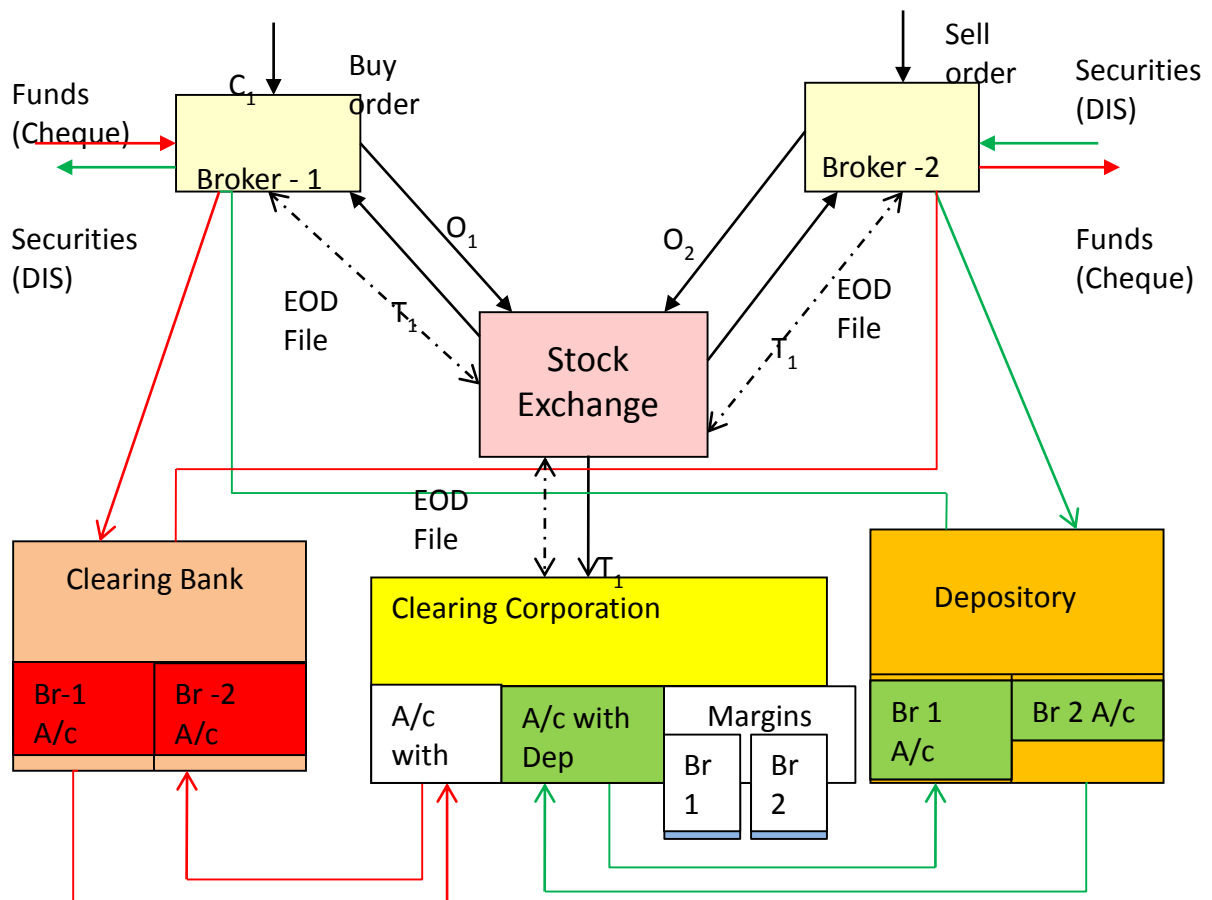 Buy
order
C1
Sell
order
Funds
(Cheque)
Securities
(DIS)
Broker - 1
Broker -2
Securities
(DIS)
O1
O2
Funds
(Cheque)
EOD
File
T1
EOD
File
T1
Stock
Exchange
EOD
File
T1
Clearing Bank
Clearing Corporation
Depository
Br-1
A/c
Br -2
A/c
A/c
with
A/c with
Dep
Margins
Br
1
Br
2
Br 1
A/c
Br 2 A/c